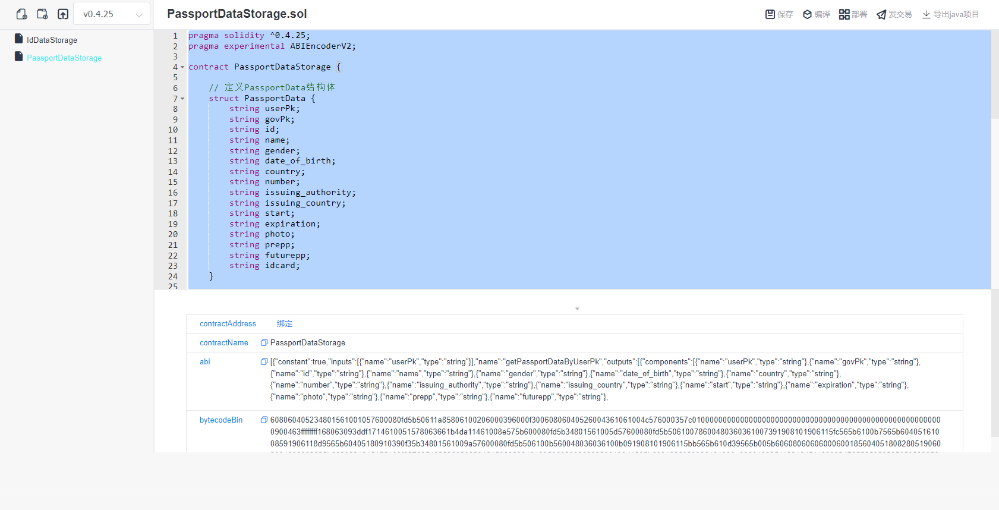 v0.4.25
PassportDataStorage.sol
保存
编译
部署
发交易
导出java项目
IdDataStorage
PassportDataStorage
1 pragma solidity ^0.4.25;
2 pragma experimental ABIEncoderV2;
3
4 contract PassportDataStorage {
5
6 // 定义PassportData结构体
7 struct PassportData {
8 string userPk;
9 string govPk;
10 string id;
11 string name;
12 string gender;
13 string date_of_birth;
14 string country;
15 string number;
16 string issuing_authority;
17 string issuing_country;
18 string start;
19 string expiration;
20 string photo;
21 string prepp;
22 string futurepp;
23 string idcard;
24 }
25
contractAddress 绑定
contractName PassportDataStorage
abi [{"constant":true,"inputs":[{"name":"userPk","type":"string"}],"name":"getPassportDataByUserPk","outputs":[{"components":[{"name":"userPk","type":"string"},{"name":"govPk","type":"string"},
{"name":"id","type":"string"},{"name":"name","type":"string"},{"name":"gender","type":"string"},{"name":"date_of_birth","type":"string"},{"name":"country","type":"string"},
{"name":"number","type":"string"},{"name":"issuing_authority","type":"string"},{"name":"issuing_country","type":"string"},{"name":"start","type":"string"},{"name":"expiration","type":"string"},
{"name":"photo","type":"string"},{"name":"prepp","type":"string"},{"name":"futurepp","type":"string"},
bytecodeBin